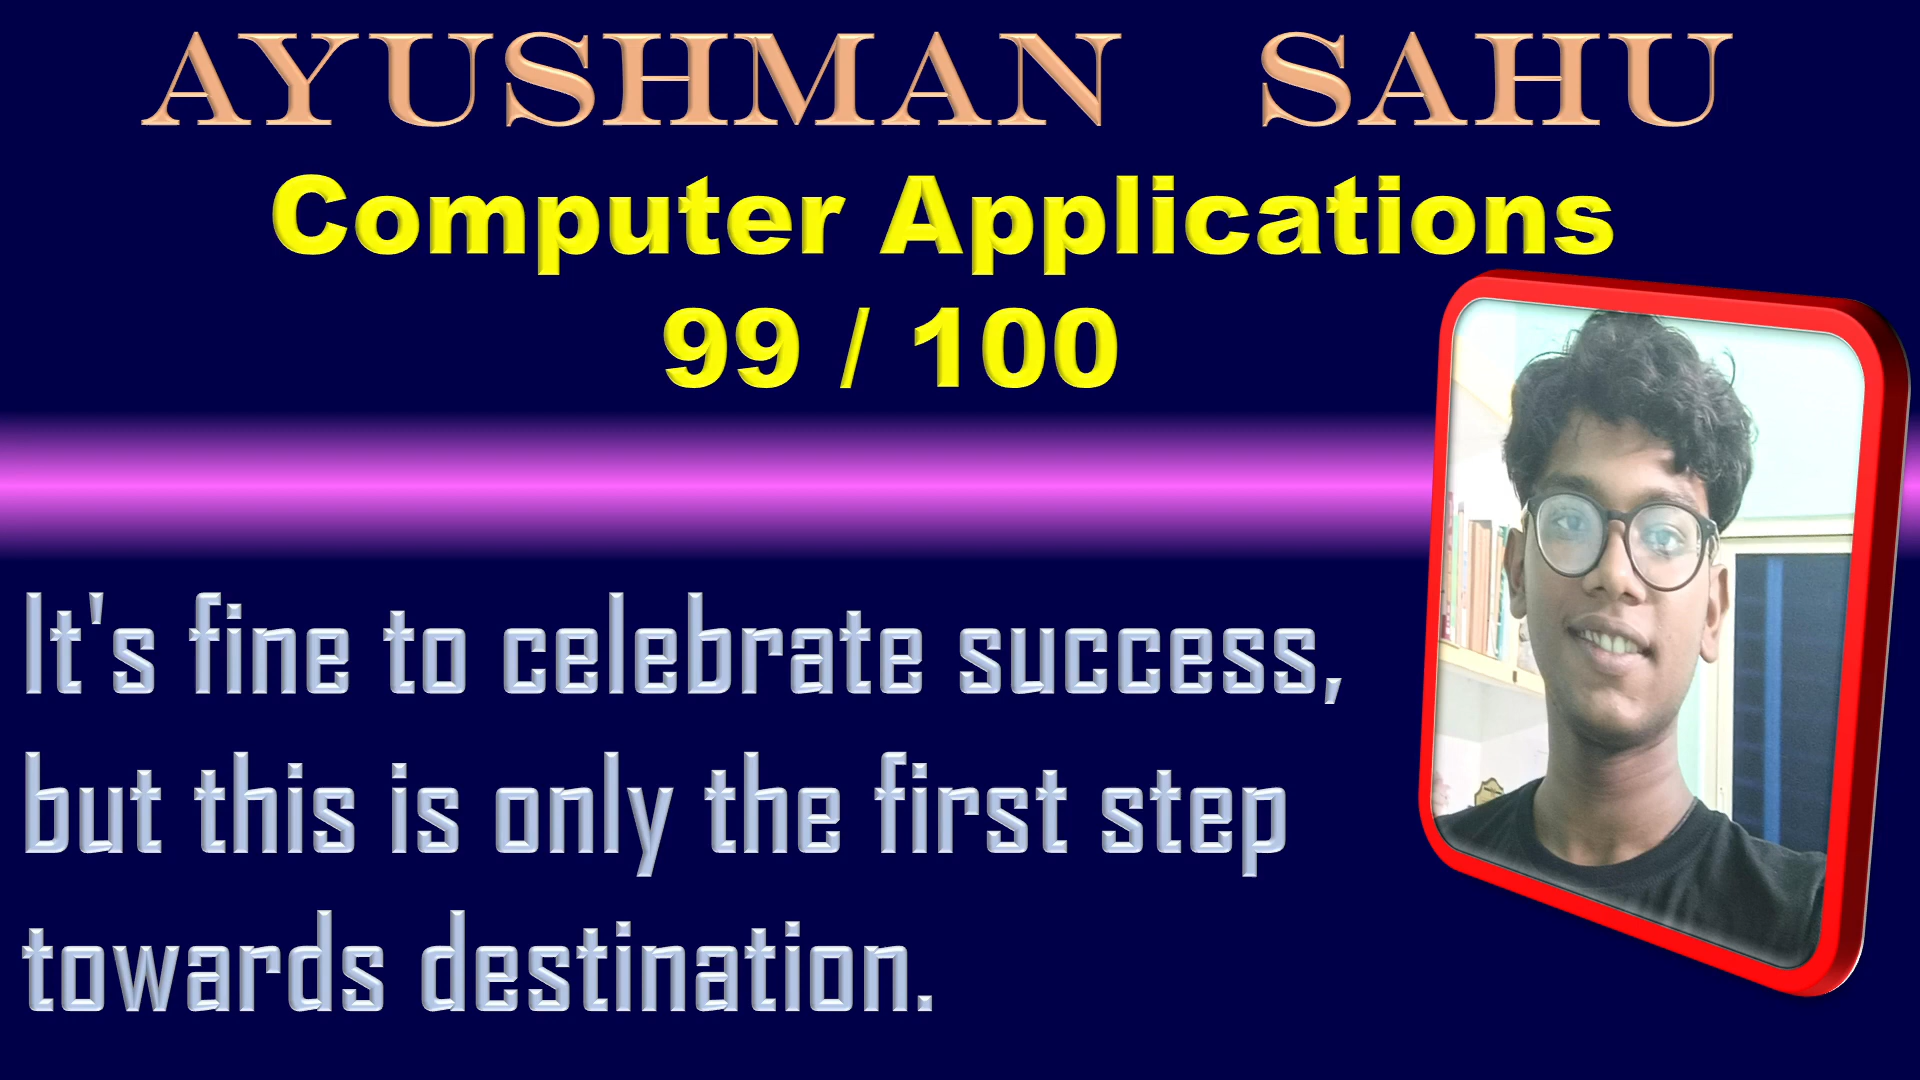 AYUSHMAN SAHU
Computer Applications
99 / 100
It's fine to celebrate success,
but this is only the first step
towards destination.